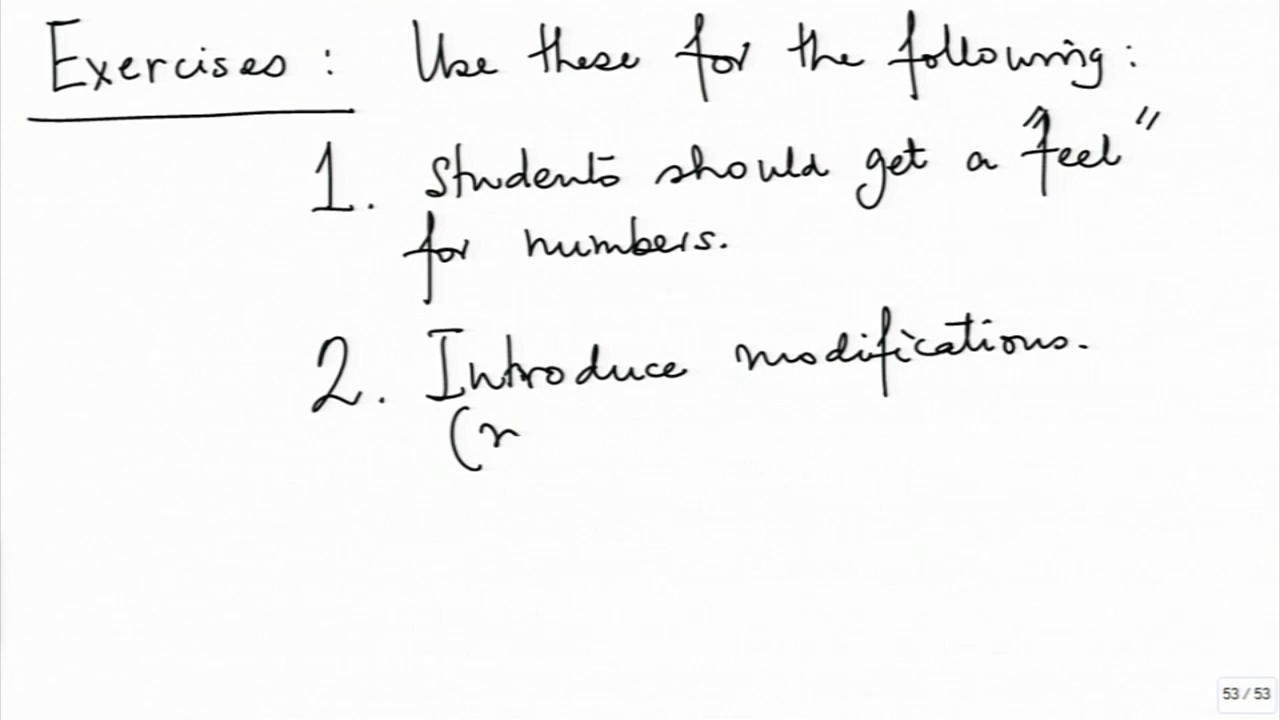 Exercises : Use these for the following :
1. Students should get a "feel"
for numbers.
2. Introduce modifications.
(r
53 / 53